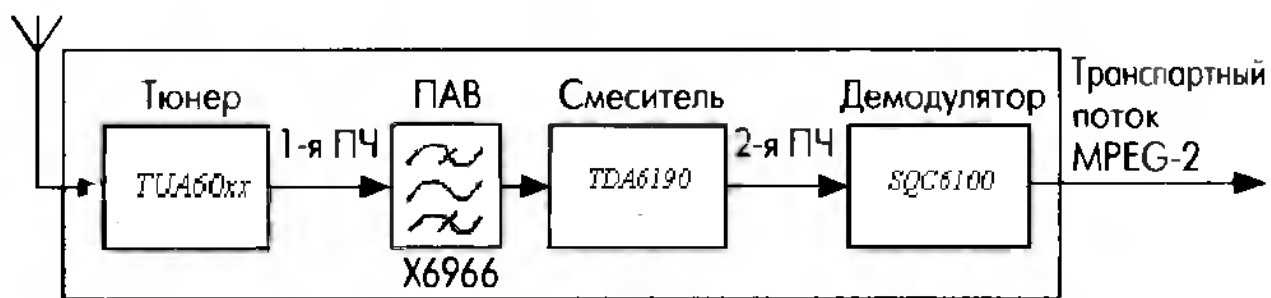 Тюнер
ПАВ
Смеситель
Демодулятор
Транспортный
поток
MPEG-2
1-я ПЧ
2-я ПЧ
TUA60xx
TDA6190
SQC6100
X6966